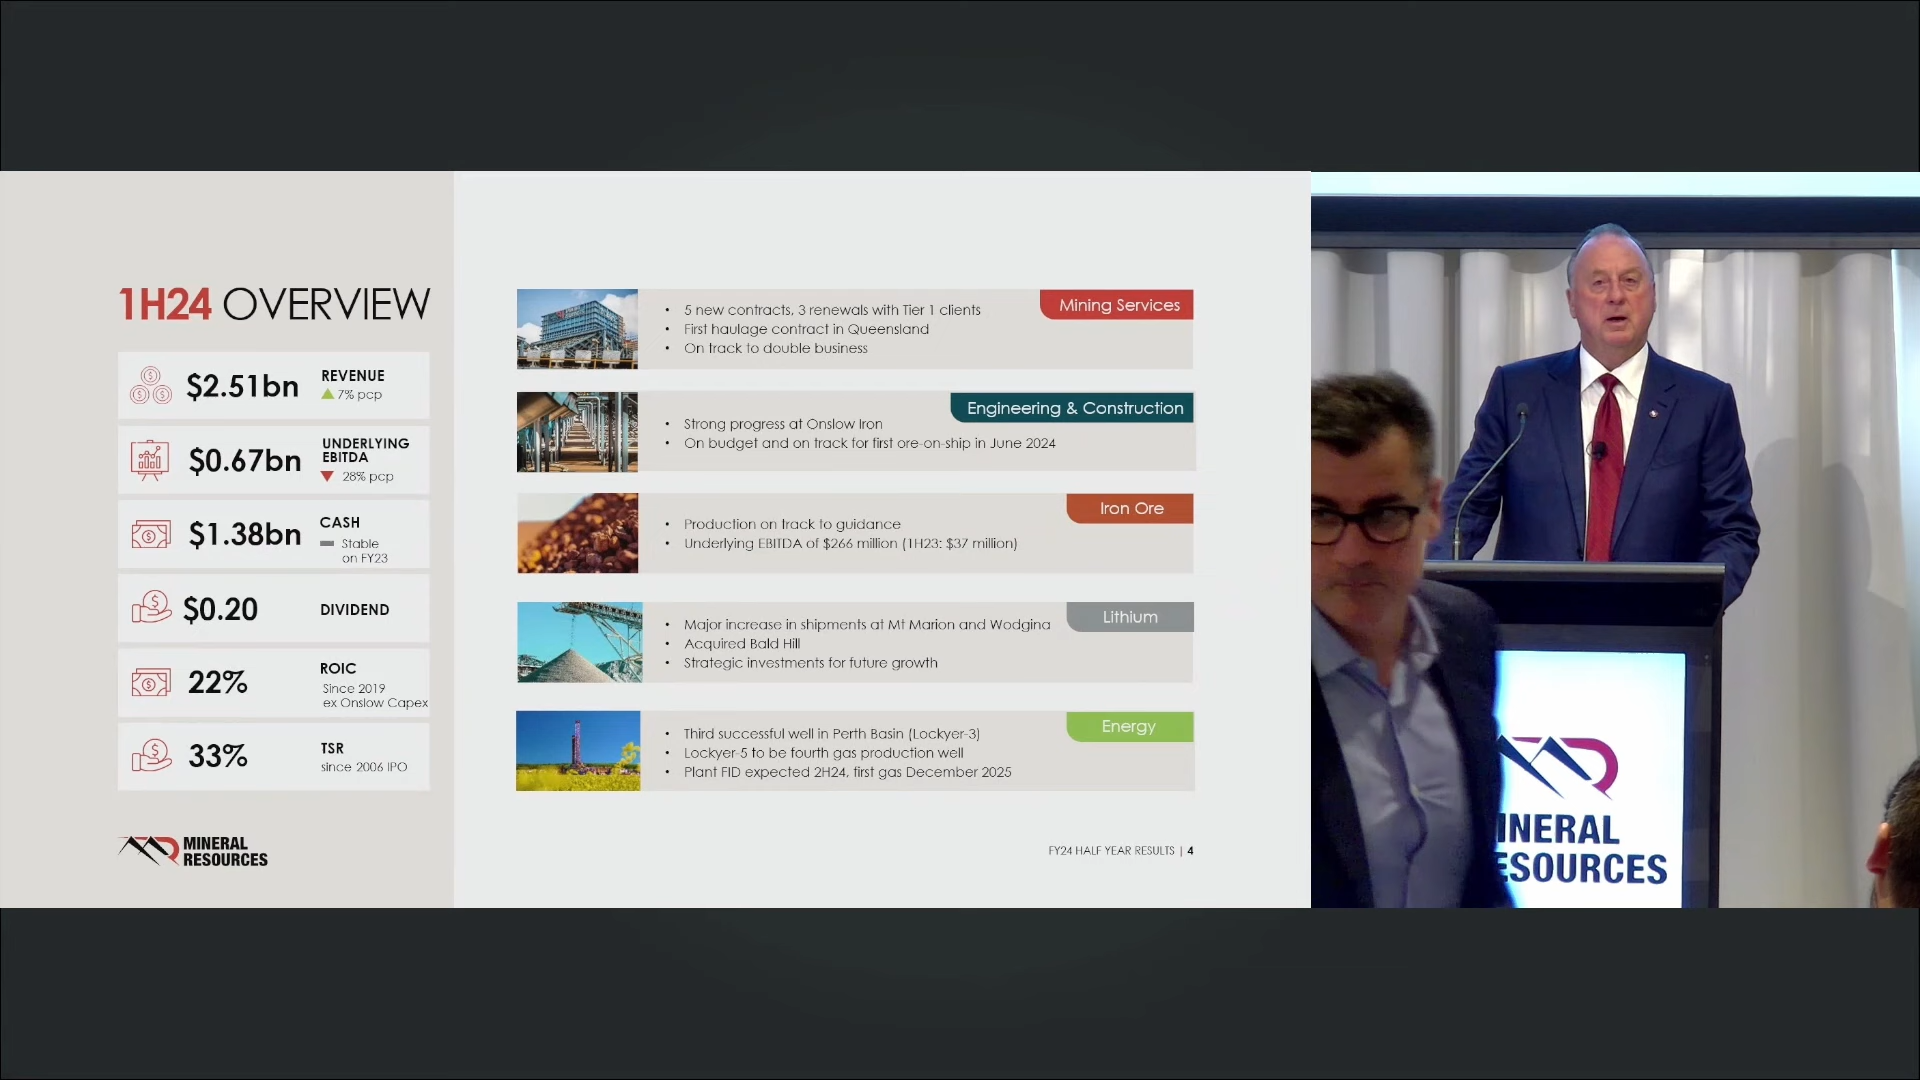 1H24 OVERVIEW
$2.51bn
REVENUE
7% pcp
$0.67bn
UNDERLYING
EBITDA
28% pcp
$1.38bn
CASH
Stable
on FY23
$0.20
DIVIDEND
22%
ROIC
Since 2019
ex Onslow Capex
33%
TSR
since 2006 IPO
MINERAL
RESOURCES
Mining Services
• 5 new contracts, 3 renewals with Tier 1 clients
• First haulage contract in Queensland
• On track to double business
Engineering & Construction
• Strong progress at Onslow Iron
• On budget and on track for first ore-on-ship in June 2024
Iron Ore
• Production on track to guidance
• Underlying EBITDA of $266 million (1H23: $37 million)
Lithium
• Major increase in shipments at Mt Marion and Wodgina
• Acquired Bald Hill
• Strategic investments for future growth
Energy
• Third successful well in Perth Basin (Lockyer-3)
• Lockyer-5 to be fourth gas production well
• Plant FID expected 2H24, first gas December 2025
FY24 HALF YEAR RESULTS | 4
INERAL
ESOURCES